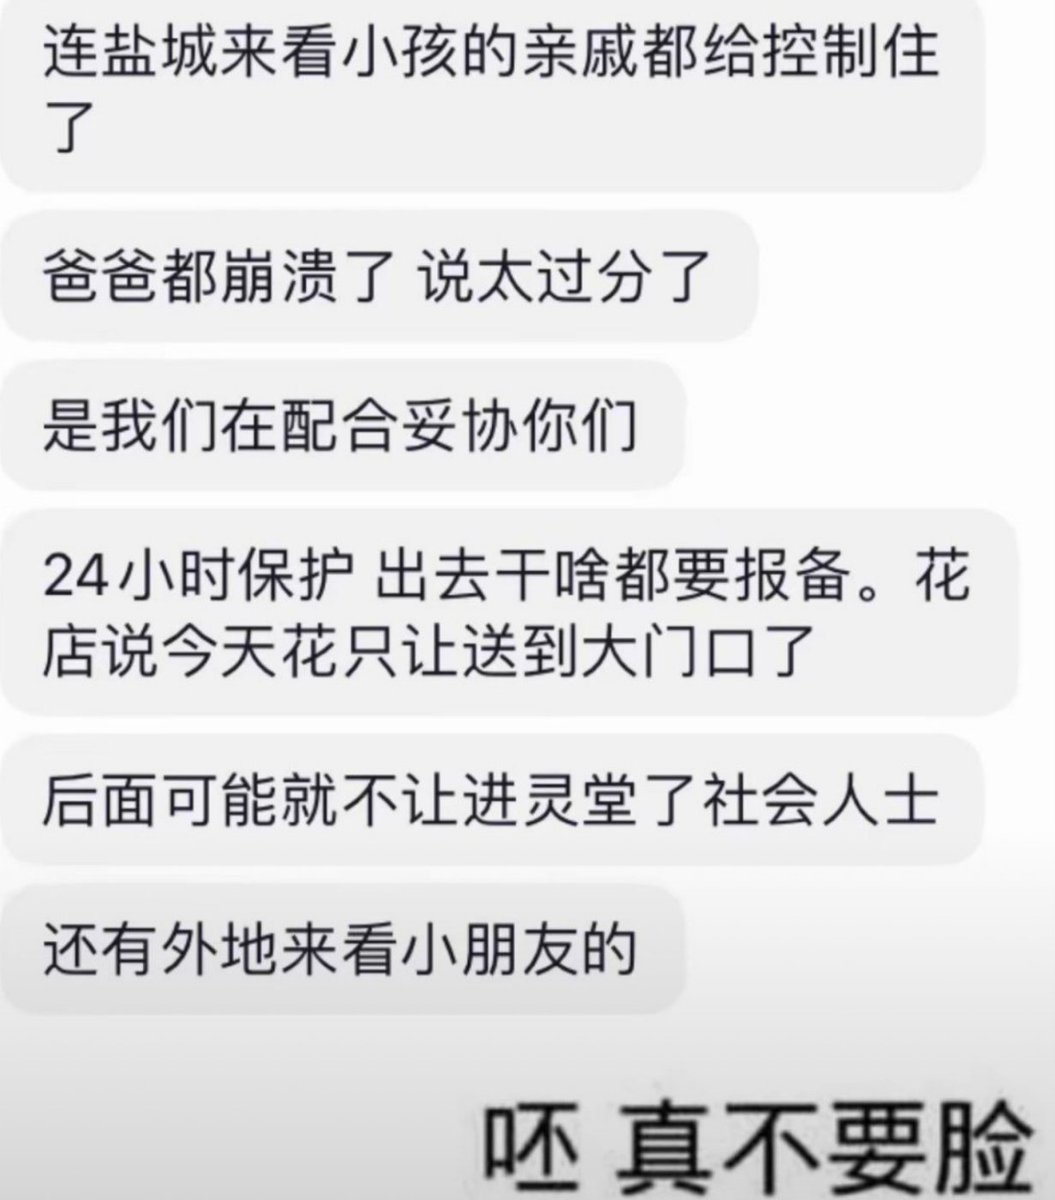 连盐城来看小孩的亲戚都给控制住
了
爸爸都崩溃了 说太过分了
是我们在配合妥协你们
24小时保护 出去干啥都要报备。花
店说今天花只让送到大门口了
后面可能就不让进灵堂了社会人士
还有外地来看小朋友的
呸 真不要脸